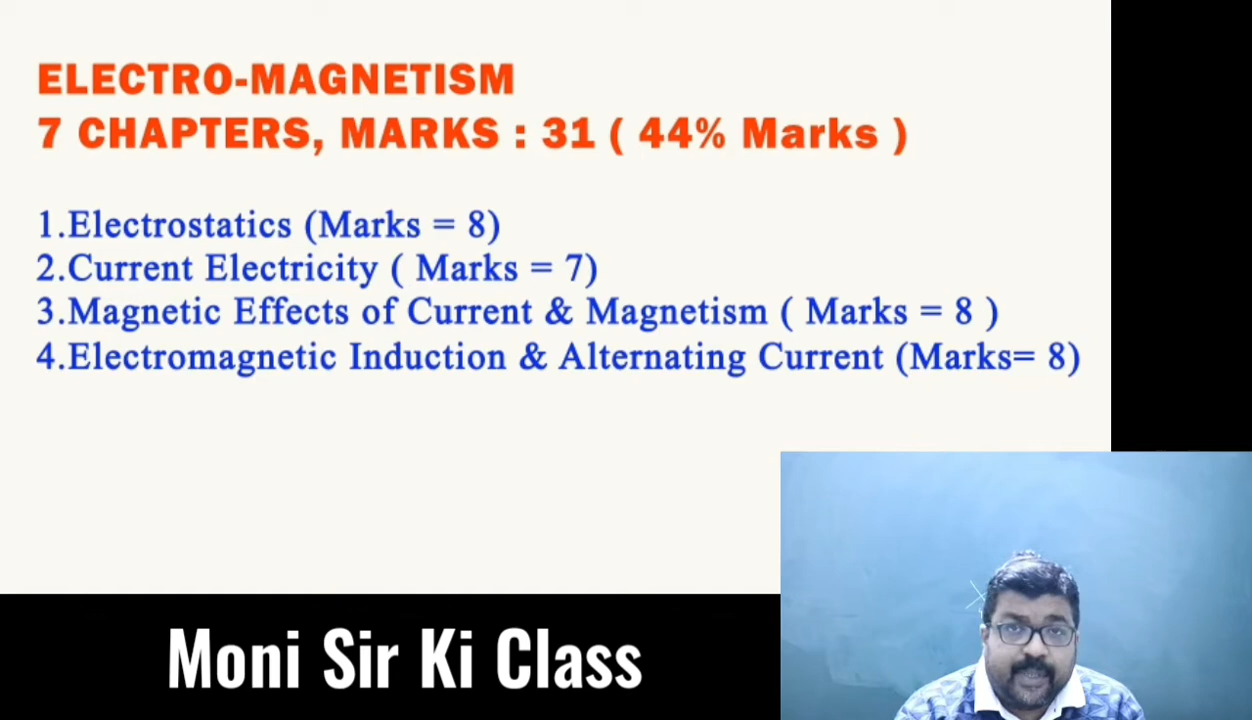 ELECTRO-MAGNETISM
7 CHAPTERS, MARKS : 31 ( 44% Marks )
1.Electrostatics (Marks = 8)
2.Current Electricity ( Marks = 7)
3.Magnetic Effects of Current & Magnetism ( Marks = 8 )
4.Electromagnetic Induction & Alternating Current (Marks= 8)
Moni Sir Ki Class